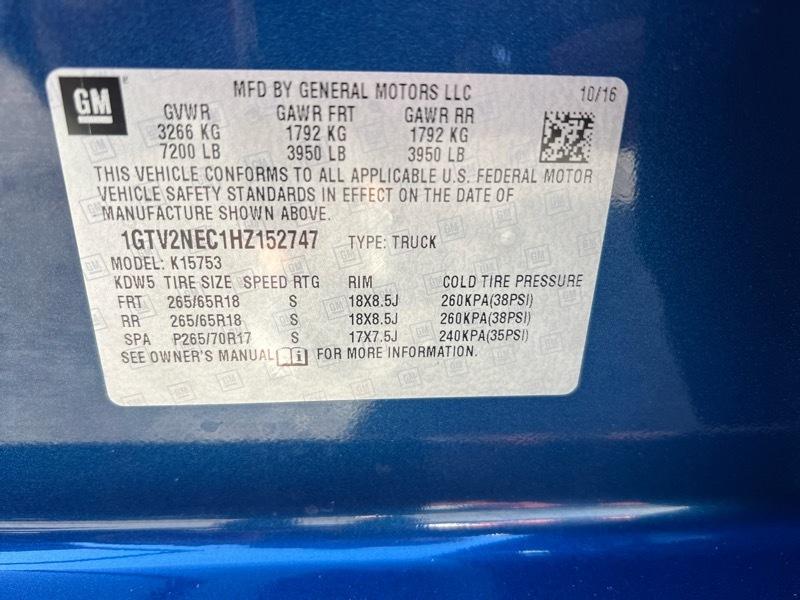 GM
MFD BY GENERAL MOTORS LLC 10/16
GVWR GAWR FRT GAWR RR
3266 KG 1792 KG 1792 KG
7200 LB 3950 LB 3950 LB
THIS VEHICLE CONFORMS TO ALL APPLICABLE U.S. FEDERAL MOTOR
VEHICLE SAFETY STANDARDS IN EFFECT ON THE DATE OF
MANUFACTURE SHOWN ABOVE.
1GTV2NEC1HZ152747 TYPE: TRUCK
MODEL: K15753
KDW5 TIRE SIZE SPEED RTG RIM COLD TIRE PRESSURE
FRT 265/65R18 S 18X8.5J 260KPA(38PSI)
RR 265/65R18 S 18X8.5J 260KPA(38PSI)
SPA P265/70R17 S 17X7.5J 240KPA(35PSI)
SEE OWNER'S MANUAL FOR MORE INFORMATION.